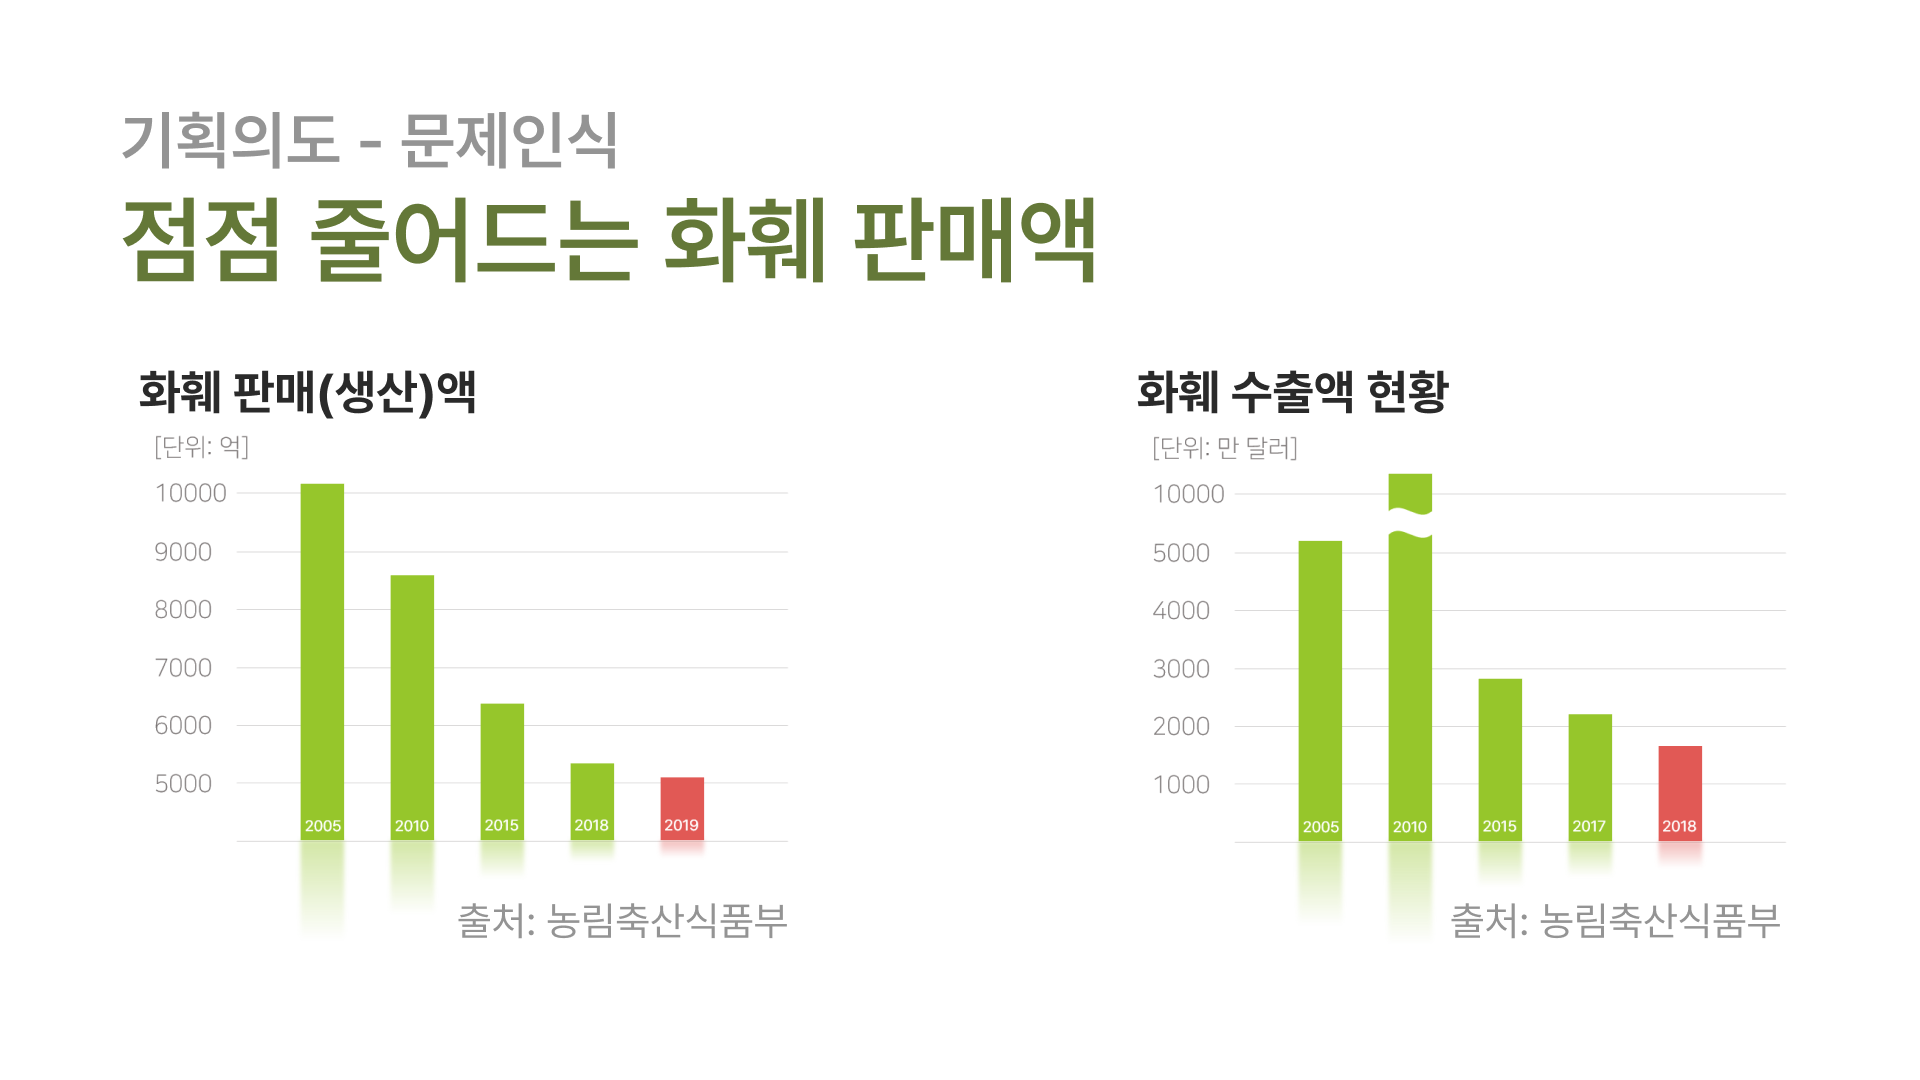 기획의도 - 문제인식
점점 줄어드는 화훼 판매액
화훼 판매(생산)액
[단위: 억]
10000
9000
8000
7000
6000
5000
2005
2010
2015
2018
2019
출처: 농림축산식품부
화훼 수출액 현황
[단위: 만 달러]
10000
5000
4000
3000
2000
1000
2005
2010
2015
2017
2018
출처: 농림축산식품부